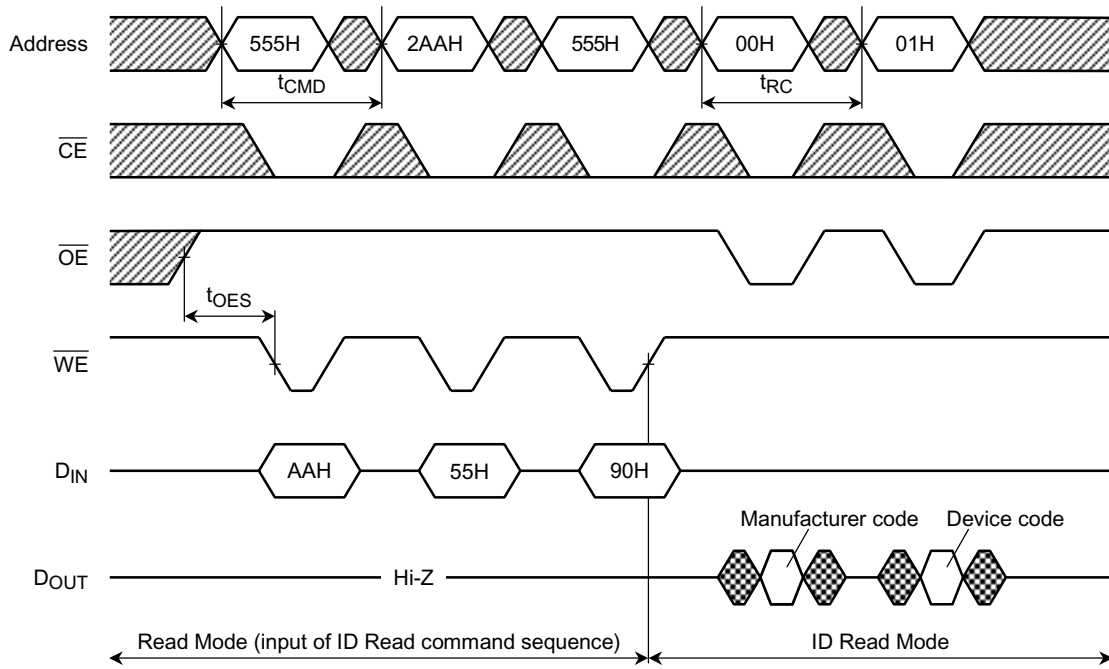 Address 555H 2AAH 555H 00H 01H
tCMD tRC
CE
OE
tOES
WE
DIN AAH 55H 90H
Manufacturer code Device code
DOUT Hi-Z
Read Mode (input of ID Read command sequence) ID Read Mode